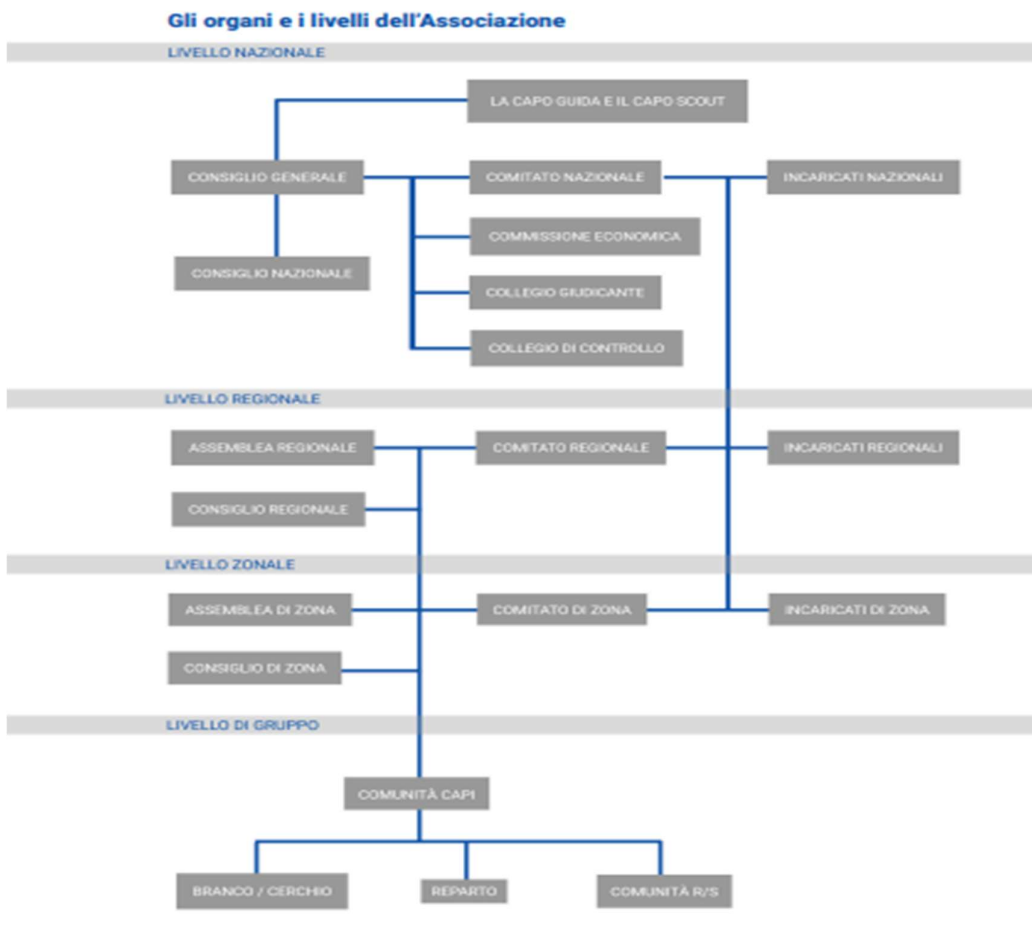 Gli organi e i livelli dell'Associazione
LIVELLO NAZIONALE
LA CAPO GUIDA E IL CAPO SCOUT
CONSIGLIO GENERALE
COMITATO NAZIONALE
INCARICATI NAZIONALI
COMMISSIONE ECONOMICA
CONSIGLIO NAZIONALE
COLLEGIO GIUDICANTE
COLLEGIO DI CONTROLLO
LIVELLO REGIONALE
ASSEMBLEA REGIONALE
COMITATO REGIONALE
INCARICATI REGIONALI
CONSIGLIO REGIONALE
LIVELLO ZONALE
ASSEMBLEA DI ZONA
COMITATO DI ZONA
INCARICATI DI ZONA
CONSIGLIO DI ZONA
LIVELLO DI GRUPPO
COMUNITÀ CAPI
BRANCO / CERCHIO
REPARTO
COMUNITÀ R/S